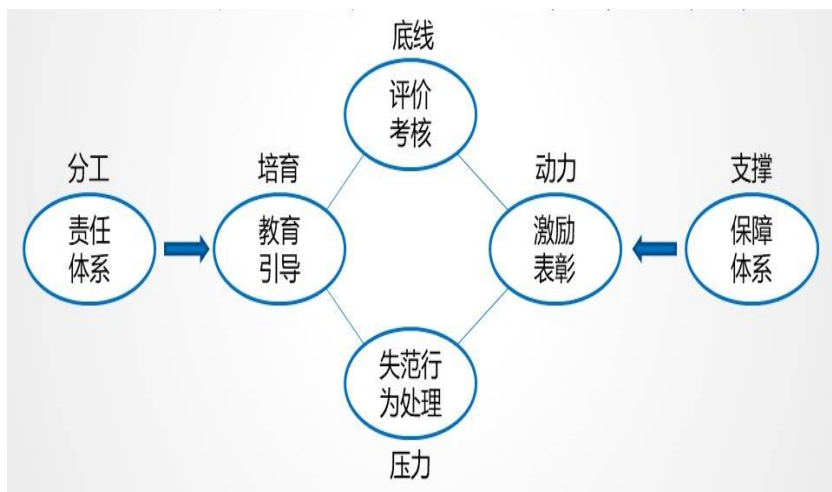 底线
评价
考核
分工
培育
动力
支撑
责任
体系
教育
引导
激励
表彰
保障
体系
失范行
为处理
压力